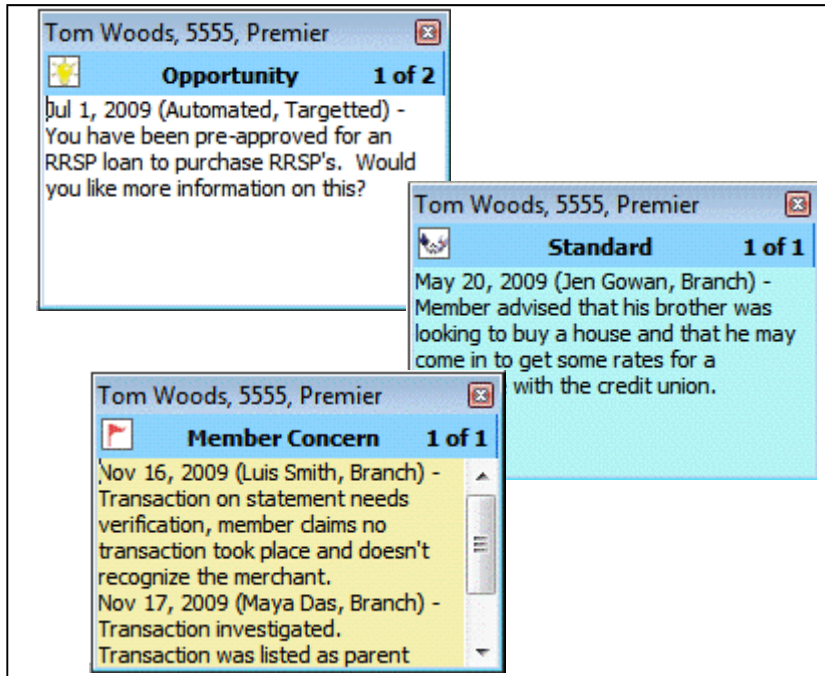 Tom Woods, 5555, Premier
Opportunity 1 of 2
Jul 1, 2009 (Automated, Targetted) -
You have been pre-approved for an
RRSP loan to purchase RRSP's. Would
you like more information on this?
Tom Woods, 5555, Premier
Standard 1 of 1
May 20, 2009 (Jen Gowan, Branch) -
Member advised that his brother was
looking to buy a house and that he may
come in to get some rates for a
with the credit union.
Tom Woods, 5555, Premier
Member Concern 1 of 1
Nov 16, 2009 (Luis Smith, Branch) -
Transaction on statement needs
verification, member claims no
transaction took place and doesn't
recognize the merchant.
Nov 17, 2009 (Maya Das, Branch) -
Transaction investigated.
Transaction was listed as parent